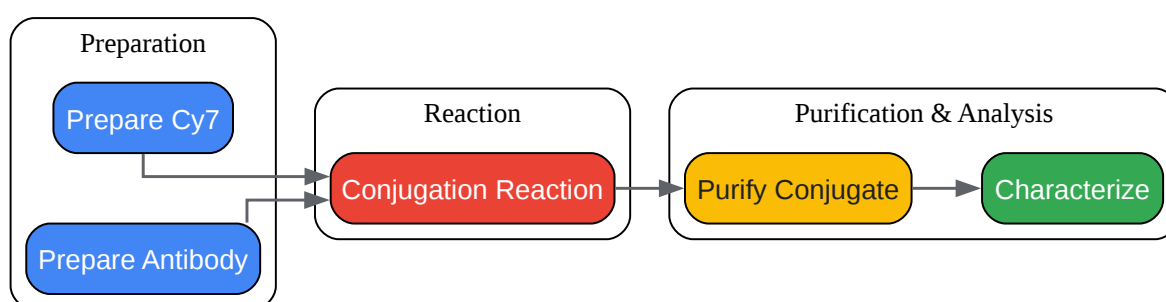 Preparation
Prepare Cy7
Prepare Antibody
Reaction
Conjugation Reaction
Purification & Analysis
Purify Conjugate
Characterize